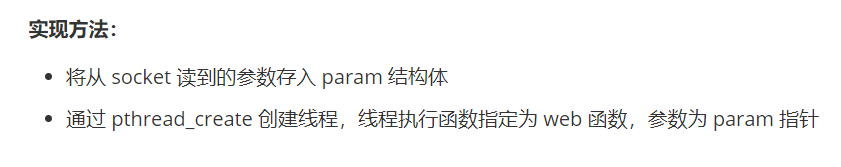 实现方法：
• 将从 socket 读到的参数存入 param 结构体
• 通过 pthread_create 创建线程，线程执行函数指定为 web 函数，参数为 param 指针